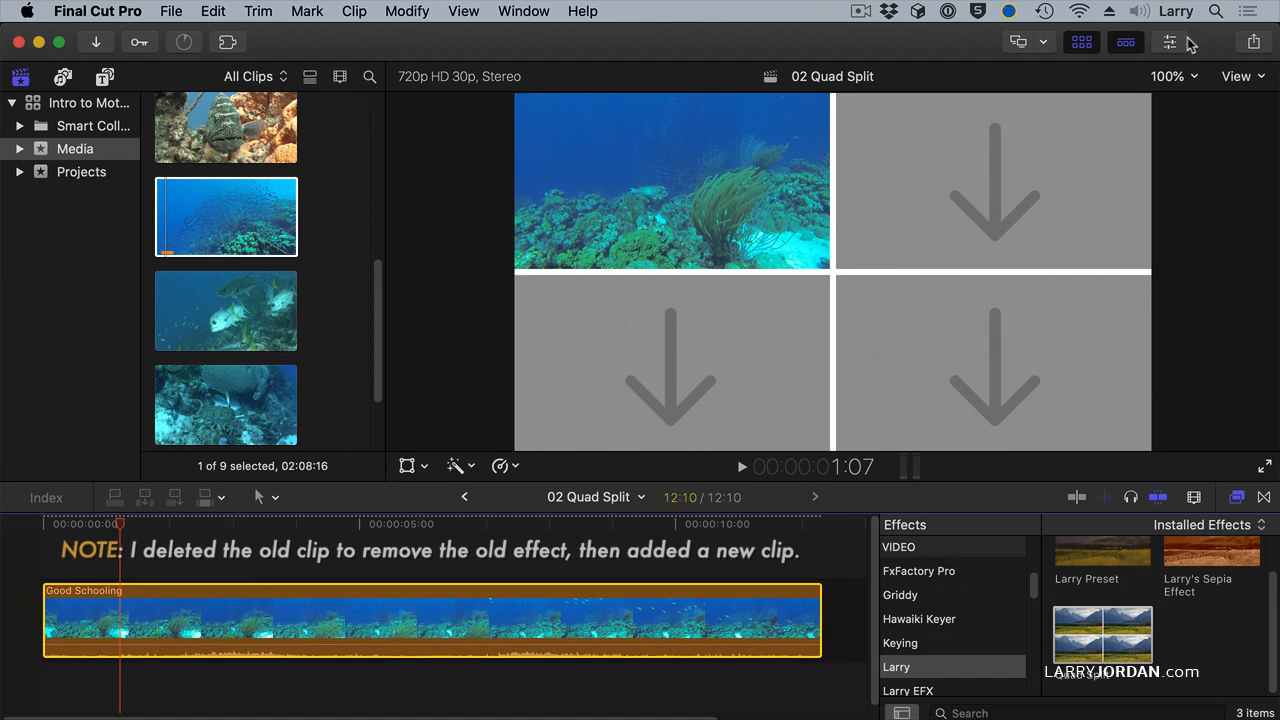 Final Cut Pro File Edit Trim Mark Clip Modify View Window Help Larry
All Clips 720p HD 30p, Stereo 02 Quad Split 100% View
Intro to Mot...
Smart Coll...
Media
Projects
1 of 9 selected, 02:08:16 00:00:01:07
Index 02 Quad Split 12:10 / 12:10
00:00:00:00 00:00:05:00 00:00:10:00
NOTE: I deleted the old clip to remove the old effect, then added a new clip.
Good Schooling
Effects Installed Effects
VIDEO
FxFactory Pro
Griddy
Hawaiki Keyer
Keying
Larry
Larry EFX
Larry Preset
Larry's Sepia
Effect
Quad Split
LARRYJORDAN.com
Search 3 items